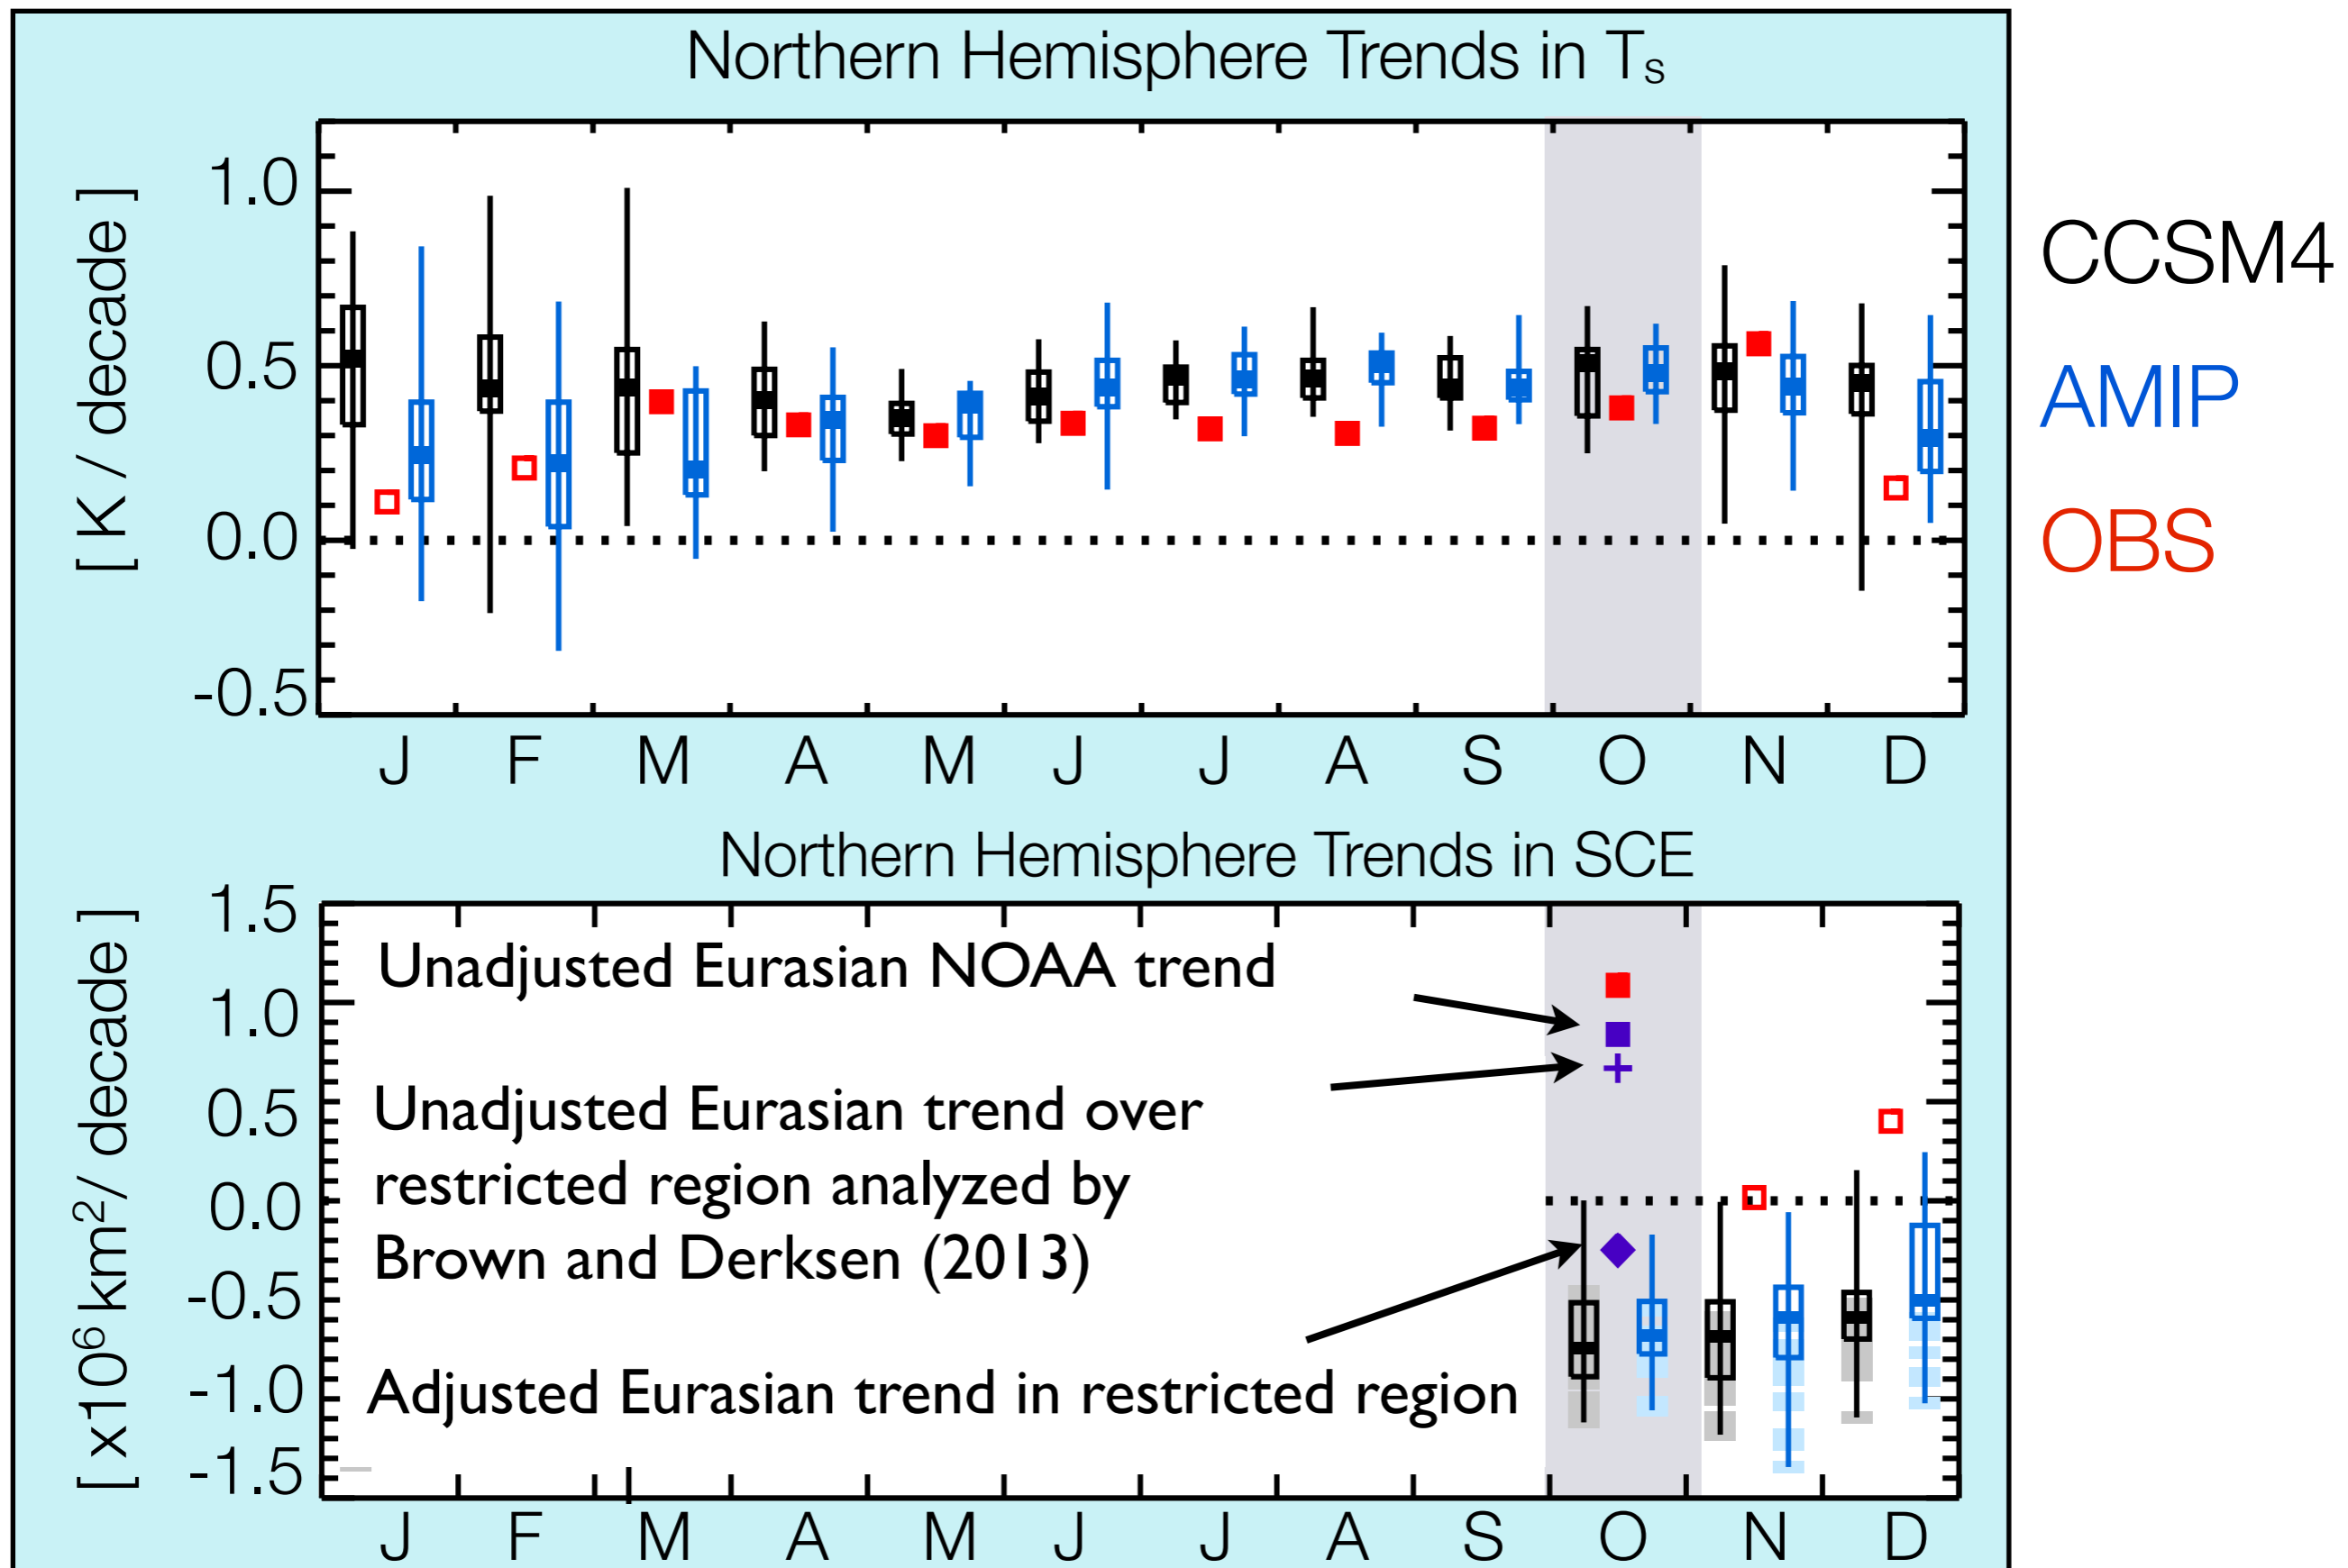 Northern Hemisphere Trends in Tₛ
[ K / decade ]
1.0
0.5
0.0
-0.5
J F M A M J J A S O N D
CCSM4
AMIP
OBS
Northern Hemisphere Trends in SCE
[ x10⁶ km²/ decade ]
1.5
1.0
0.5
0.0
-0.5
-1.0
-1.5
Unadjusted Eurasian NOAA trend
Unadjusted Eurasian trend over
restricted region analyzed by
Brown and Derksen (2013)
Adjusted Eurasian trend in restricted region
J F M A M J J A S O N D